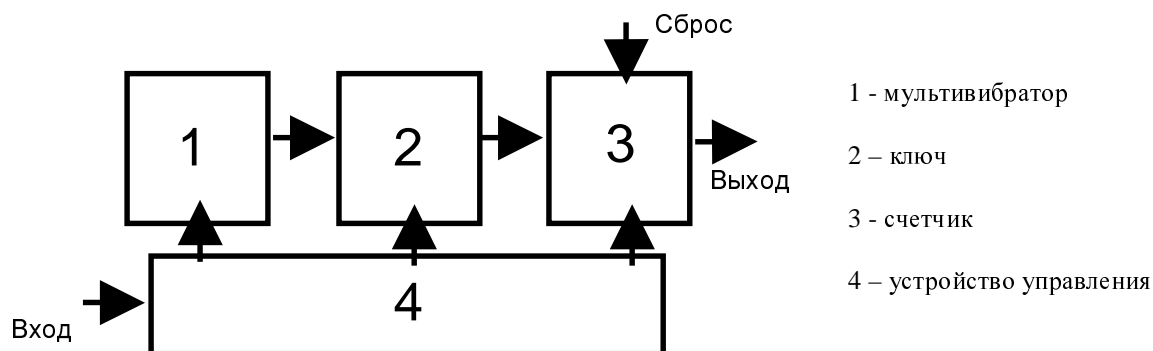 Сброс
1
2
3
Выход
4
Вход
1 - мультивибратор
2 – ключ
3 - счетчик
4 – устройство управления